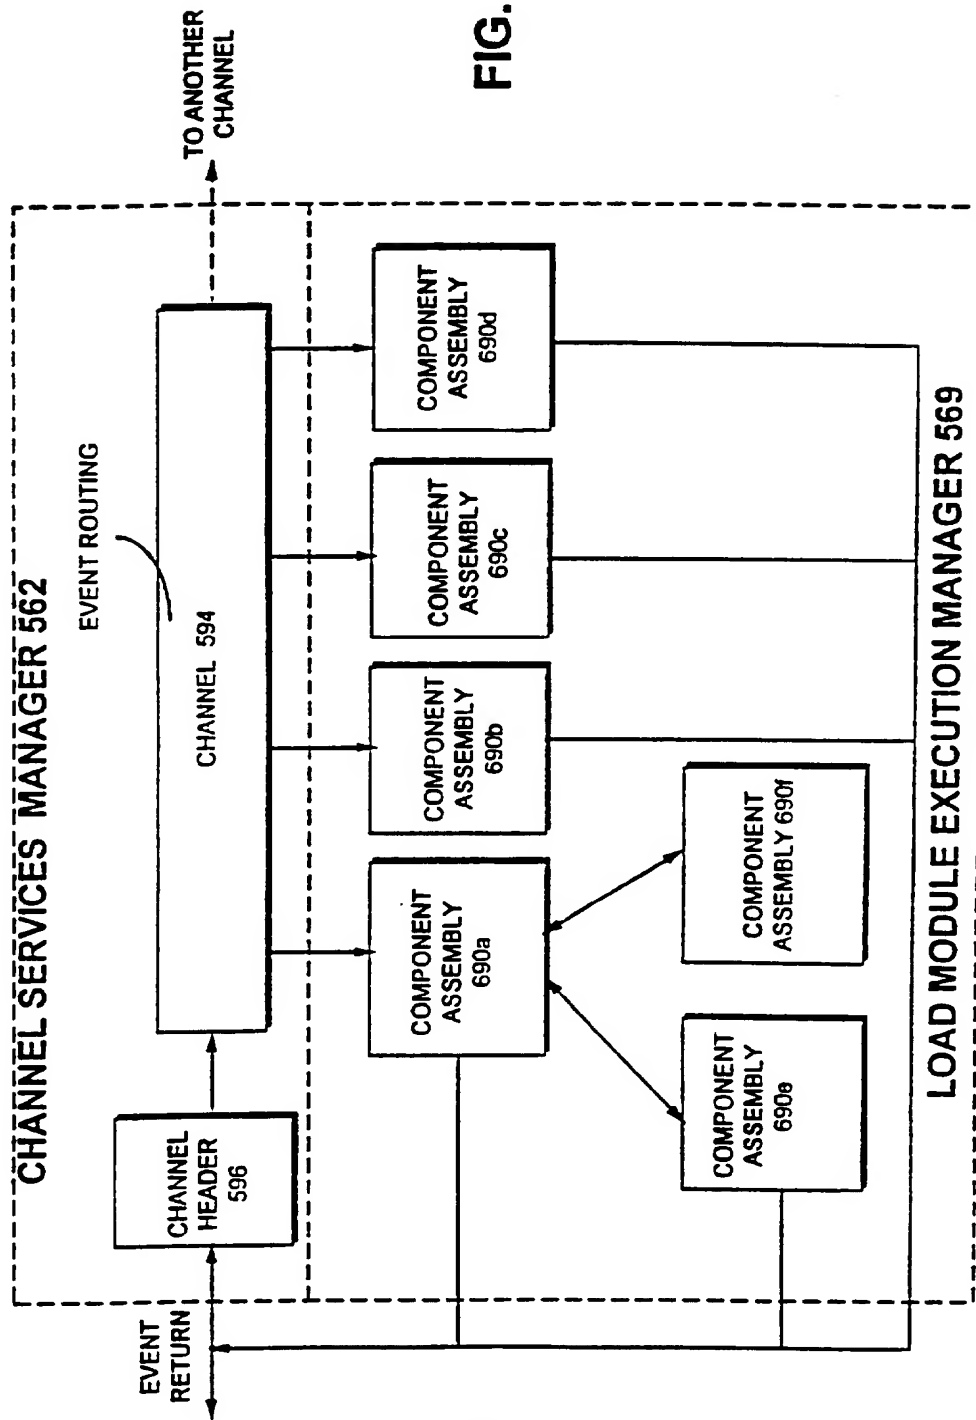 CHANNEL SERVICES MANAGER 562
EVENT ROUTING
TO ANOTHER
CHANNEL
EVENT
RETURN
CHANNEL
HEADER
596
CHANNEL 594
COMPONENT
ASSEMBLY
690a
COMPONENT
ASSEMBLY
690b
COMPONENT
ASSEMBLY
690c
COMPONENT
ASSEMBLY
690d
COMPONENT
ASSEMBLY
690e
COMPONENT
ASSEMBLY 690f
LOAD MODULE EXECUTION MANAGER 569
FIG.